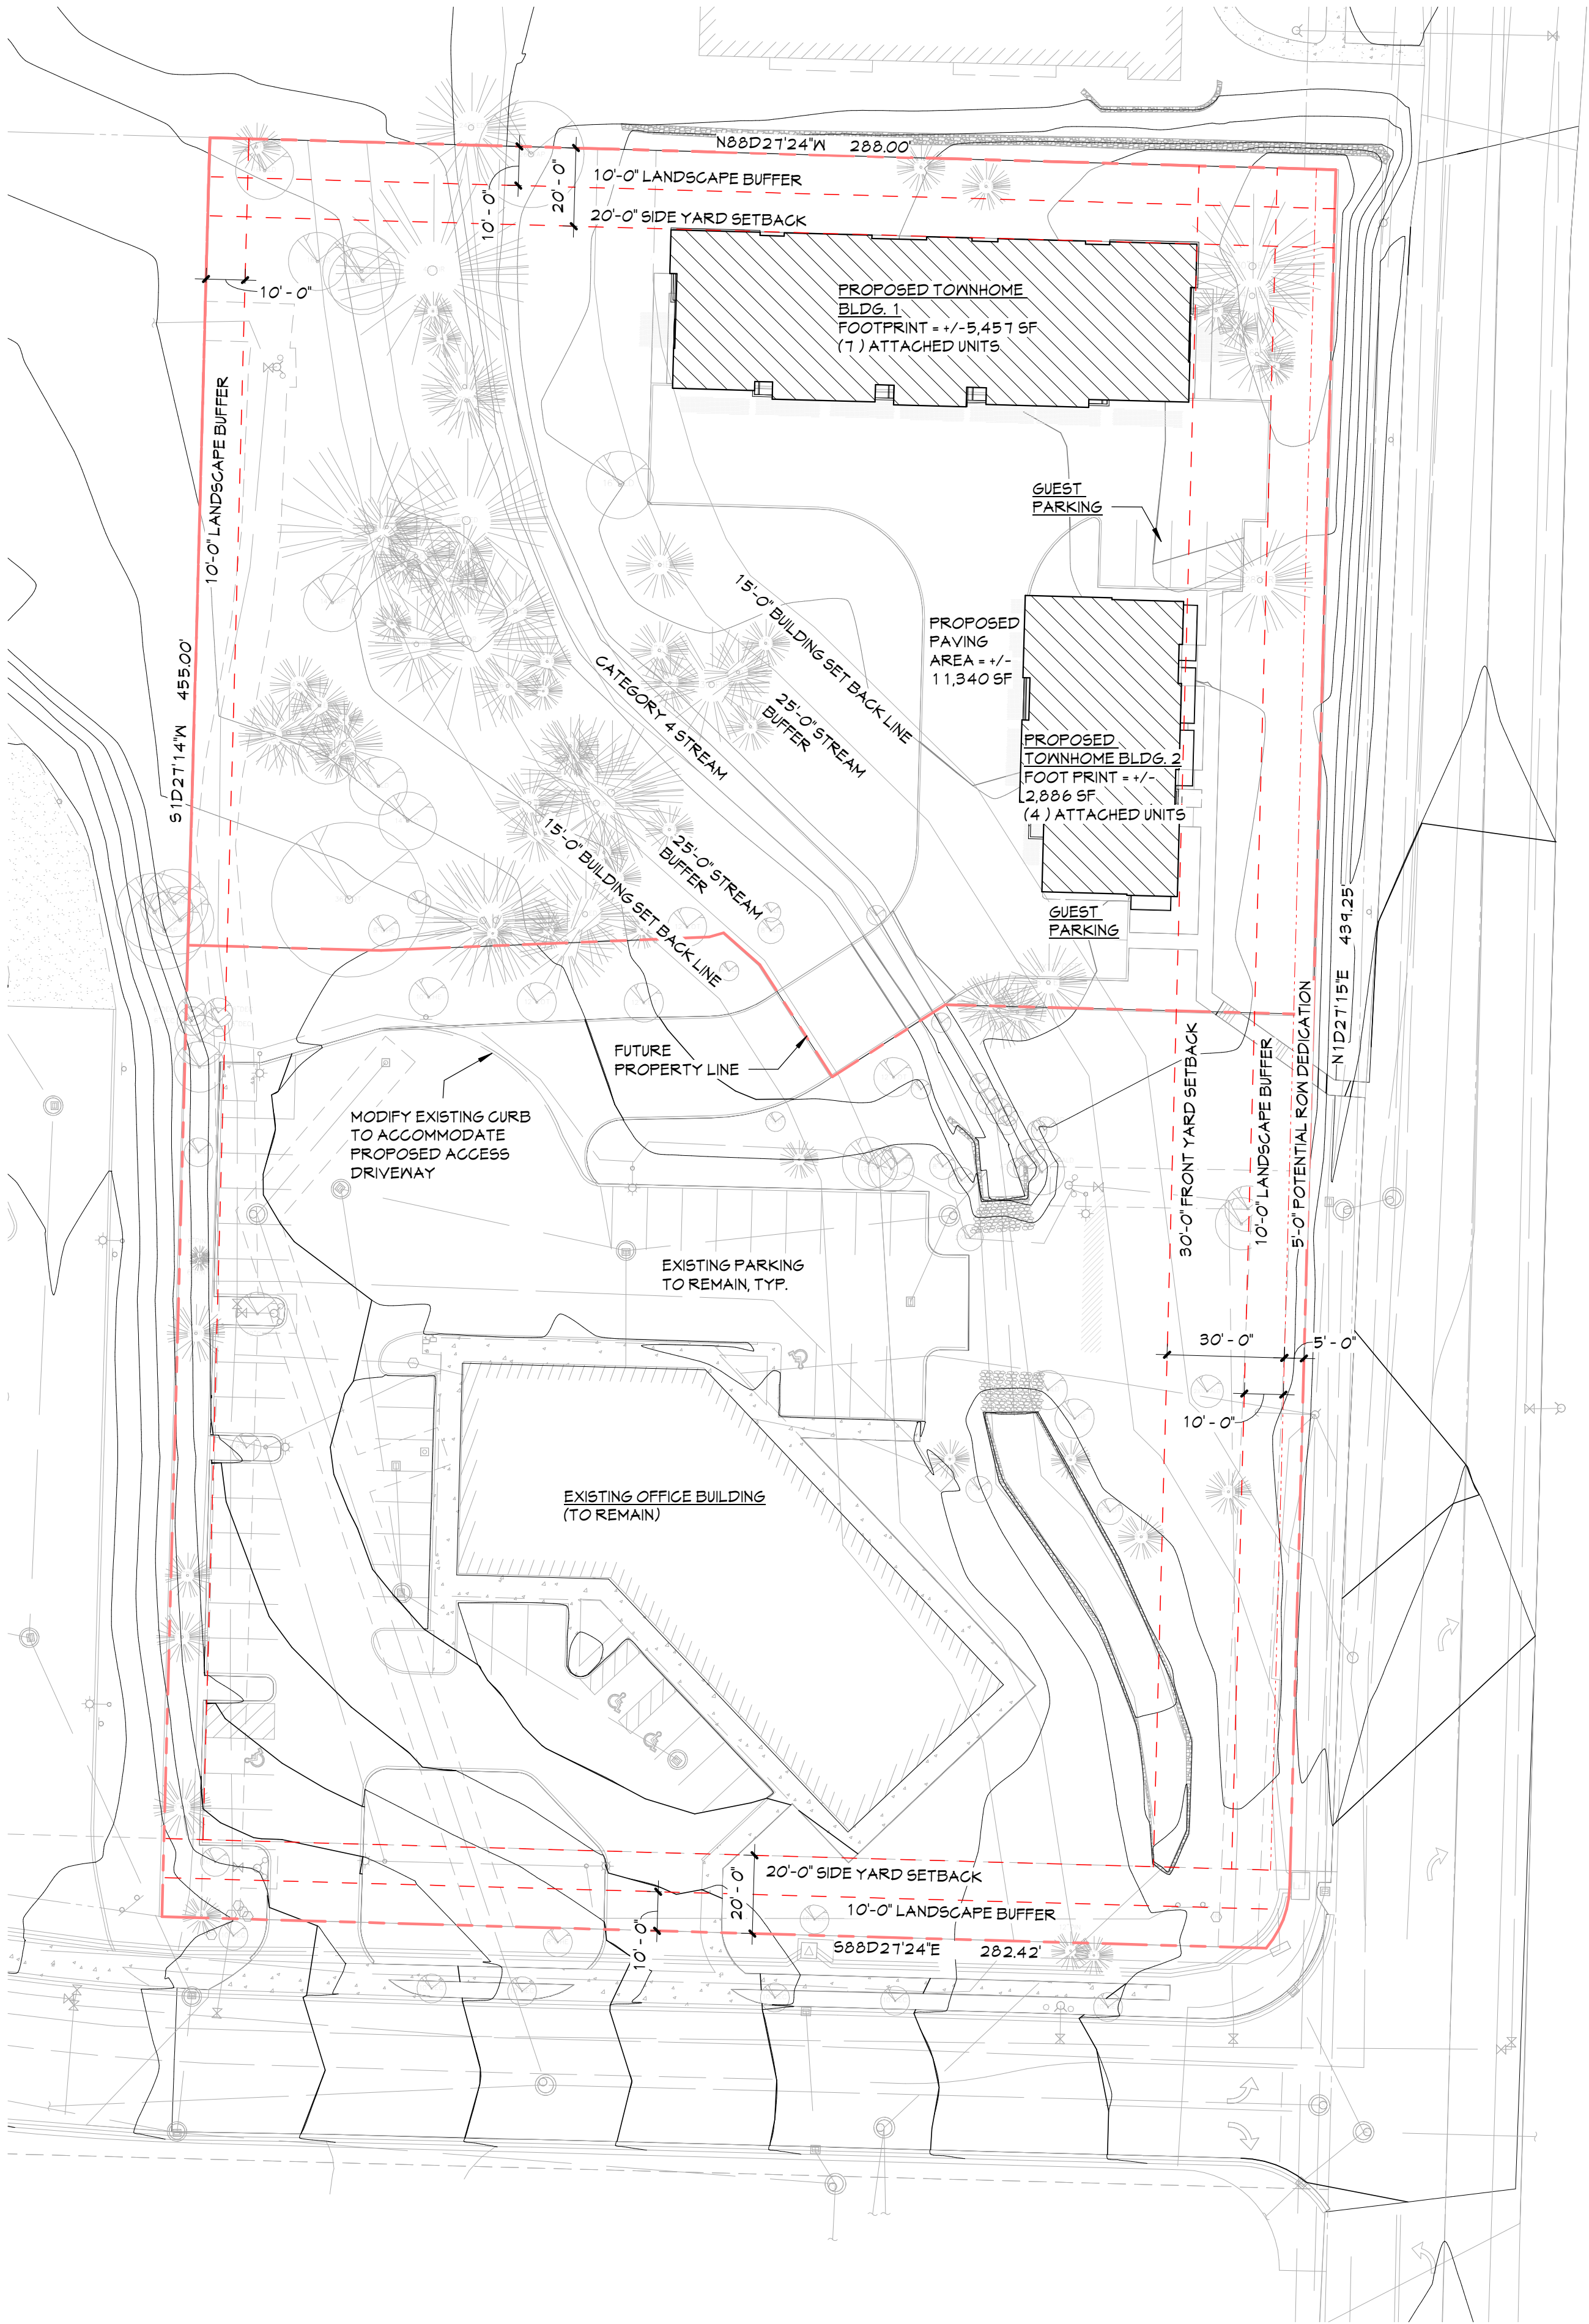 N88D27'24"W 288.00'
10'-0" LANDSCAPE BUFFER
10'-0"
20'-0"
20'-0" SIDE YARD SETBACK
10'-0"
PROPOSED TOWNHOME
BLDG. 1
FOOTPRINT = +/-5,457 SF
(7 ) ATTACHED UNITS
10'-0" LANDSCAPE BUFFER
GUEST
PARKING
15'-0" BUILDING SET BACK LINE
PROPOSED
PAVING
AREA = +/-
11,340 SF
S1D27'14"W 455.00'
CATEGORY 4 STREAM
25'-0" STREAM
BUFFER
PROPOSED
TOWNHOME BLDG. 2
FOOT PRINT = +/-
2,886 SF
(4 ) ATTACHED UNITS
15'-0" BUILDING SET BACK LINE
25'-0" STREAM
BUFFER
GUEST
PARKING
N1D27'15"E 439.25'
FUTURE
PROPERTY LINE
30'-0" FRONT YARD SETBACK
10'-0" LANDSCAPE BUFFER
5'-0" POTENTIAL ROW DEDICATION
MODIFY EXISTING CURB
TO ACCOMMODATE
PROPOSED ACCESS
DRIVEWAY
EXISTING PARKING
TO REMAIN, TYP.
30'-0"
5'-0"
10'-0"
EXISTING OFFICE BUILDING
(TO REMAIN)
20'-0" SIDE YARD SETBACK
20'-0"
10'-0"
10'-0" LANDSCAPE BUFFER
S88D27'24"E 282.42'